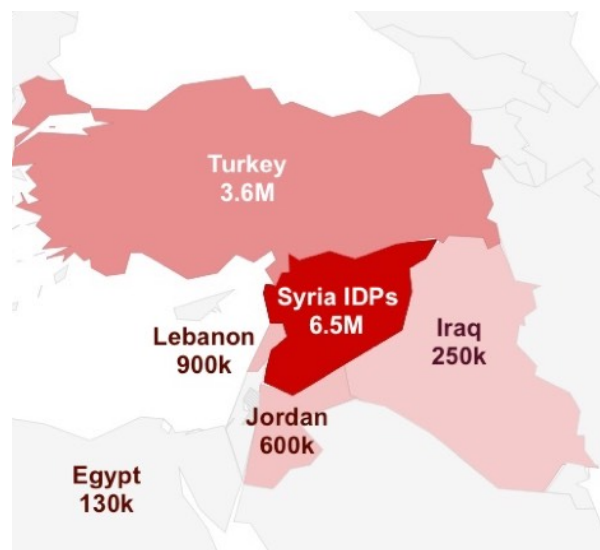 Turkey
3.6M
Syria IDPs
6.5M
Lebanon
900k
Iraq
250k
Jordan
600k
Egypt
130k